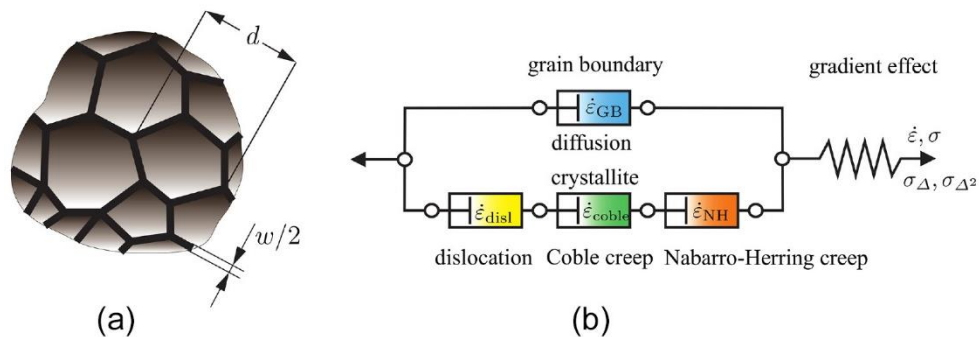 d
w/2
(a)
grain boundary
ε̇GB
diffusion
crystallite
ε̇disl
ε̇coble
ε̇NH
dislocation
Coble creep
Nabarro-Herring creep
gradient effect
ε̇, σ
σΔ, σΔ²
(b)